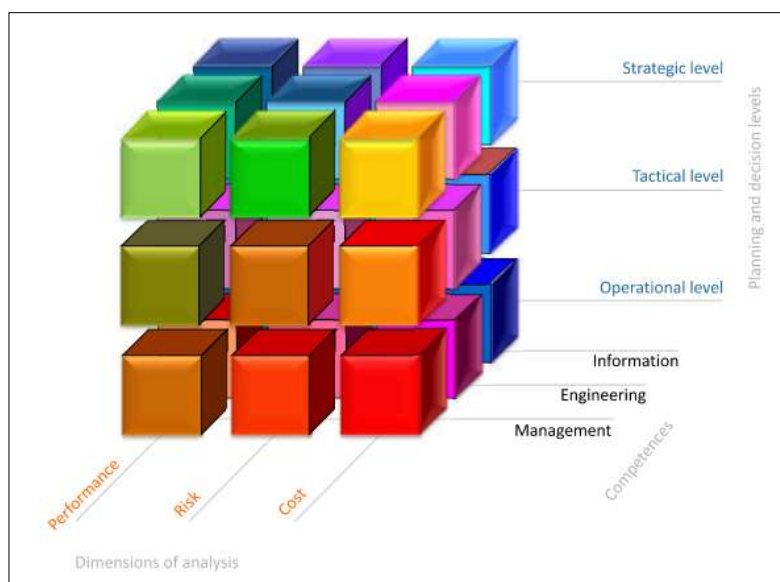 Strategic level
Tactical level
Planning and decision levels
Operational level
Information
Engineering
Management
Competences
Performance
Risk
Cost
Dimensions of analysis